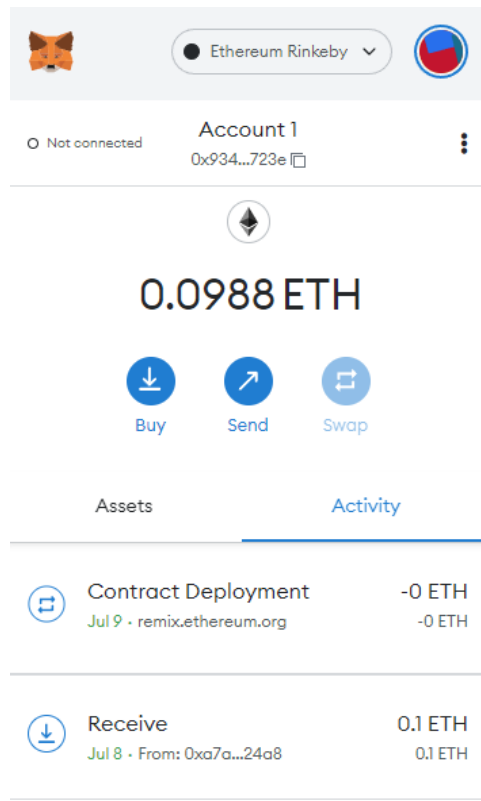 Ethereum Rinkeby
Not connected
Account 1
0x934...723e
0.0988 ETH
Buy
Send
Swap
Assets
Activity
Contract Deployment
-0 ETH
Jul 9 · remix.ethereum.org
-0 ETH
Receive
0.1 ETH
Jul 8 · From: 0xa7a...24a8
0.1 ETH